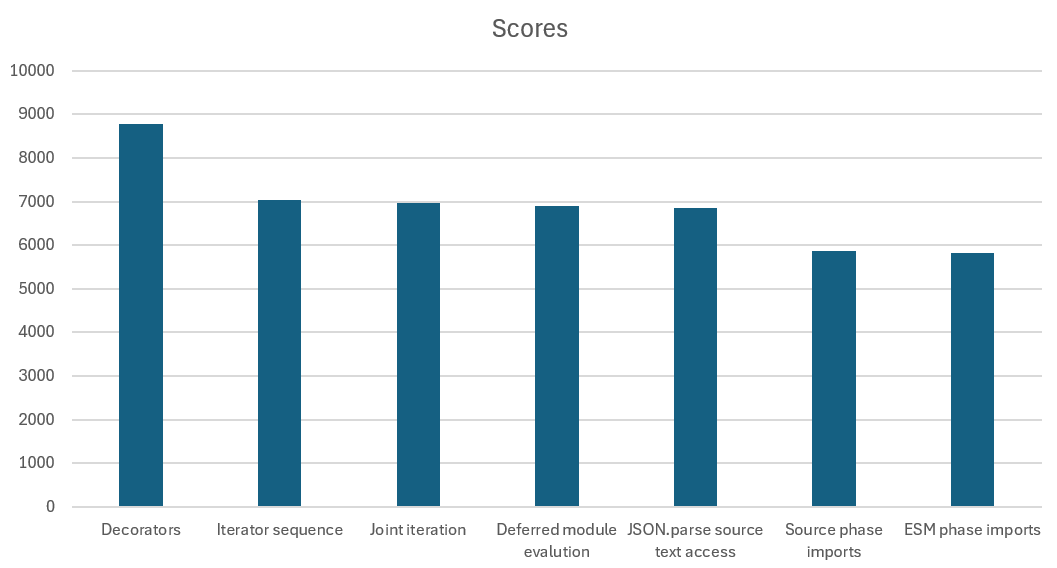 Scores
10000
9000
8000
7000
6000
5000
4000
3000
2000
1000
0
Decorators
Iterator sequence
Joint iteration
Deferred module
evalution
JSON.parse source
text access
Source phase
imports
ESM phase imports